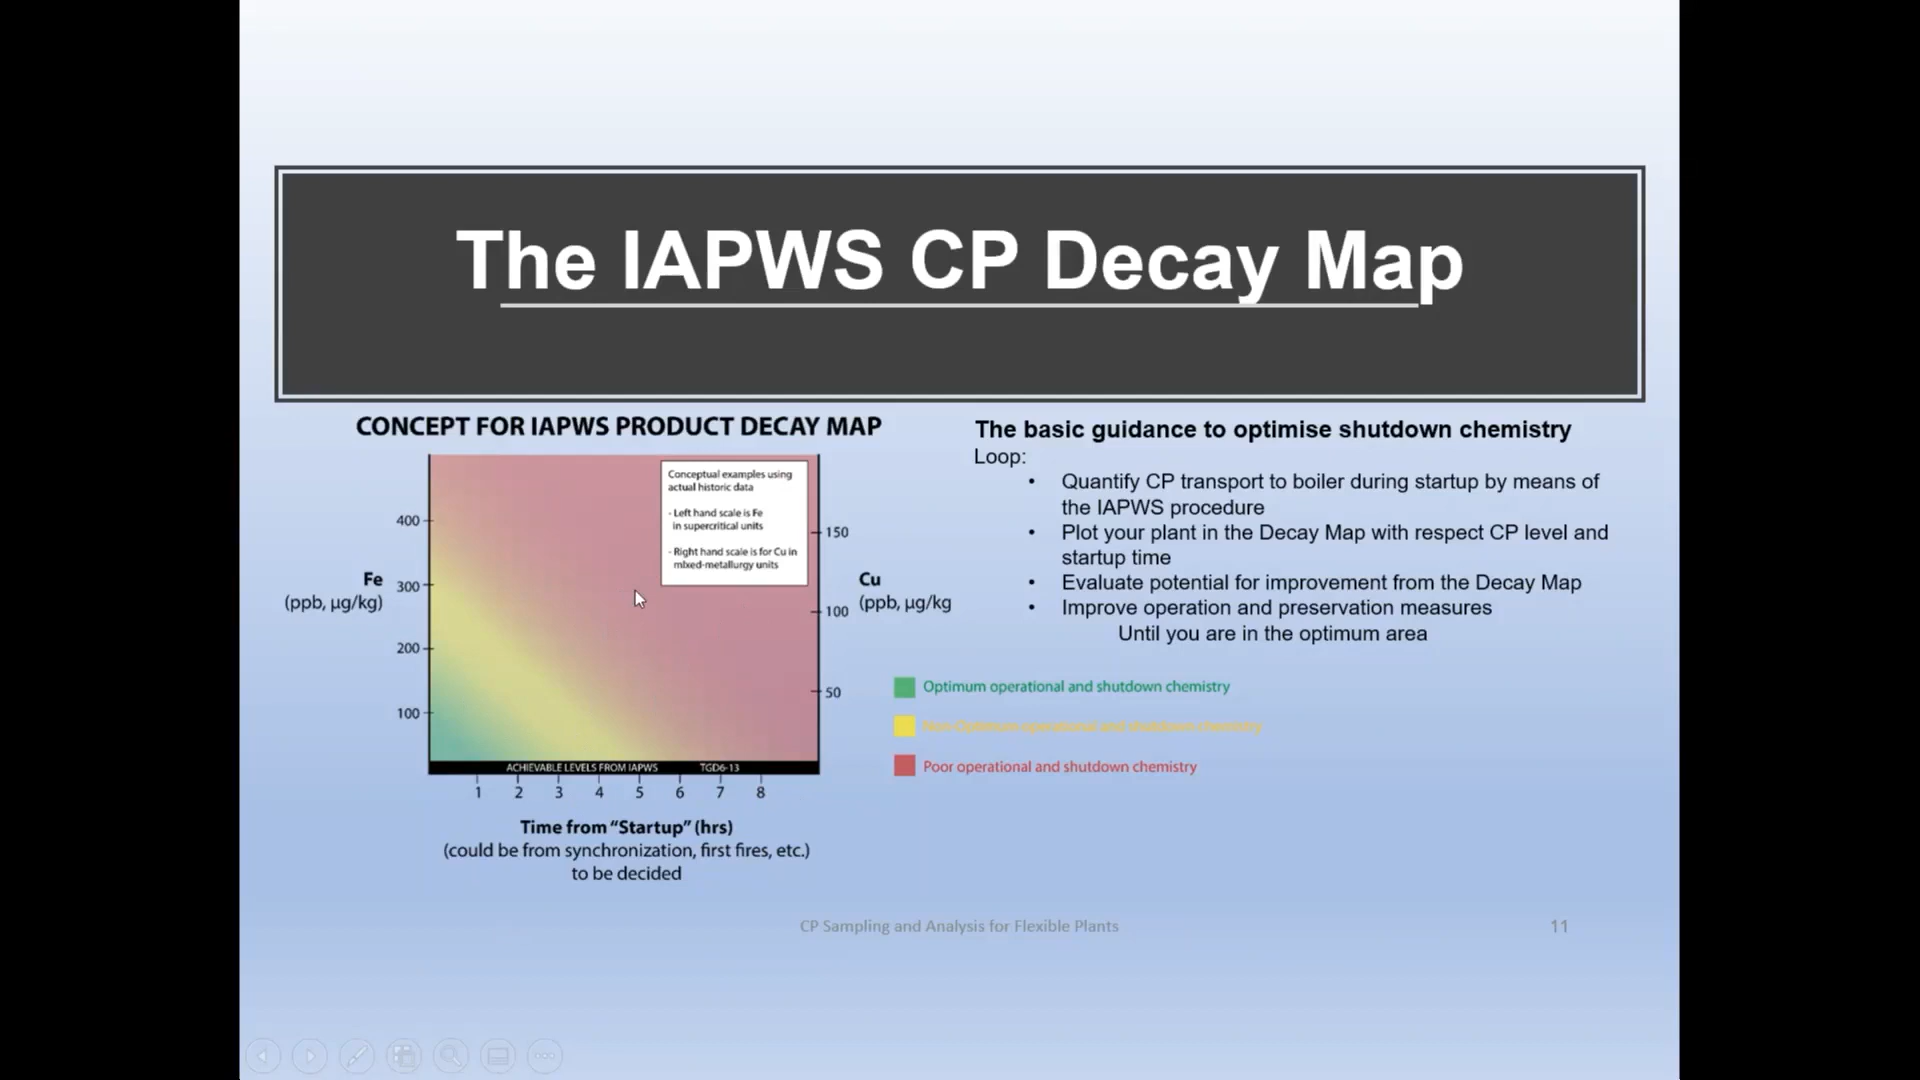 The IAPWS CP Decay Map
CONCEPT FOR IAPWS PRODUCT DECAY MAP
Conceptual examples using
actual historic data
- Left hand scale is Fe
in supercritical units
- Right hand scale is for Cu in
mixed-metallurgy units
400
300
200
100
Fe
(ppb, µg/kg)
150
100
50
Cu
(ppb, µg/kg
ACHIEVABLE LEVELS FROM IAPWS TGD6-13
1 2 3 4 5 6 7 8
Time from "Startup" (hrs)
(could be from synchronization, first fires, etc.)
to be decided
The basic guidance to optimise shutdown chemistry
Loop:
• Quantify CP transport to boiler during startup by means of
the IAPWS procedure
• Plot your plant in the Decay Map with respect CP level and
startup time
• Evaluate potential for improvement from the Decay Map
• Improve operation and preservation measures
Until you are in the optimum area
Optimum operational and shutdown chemistry
Non-Optimum operational and shutdown chemistry
Poor operational and shutdown chemistry
CP Sampling and Analysis for Flexible Plants
11